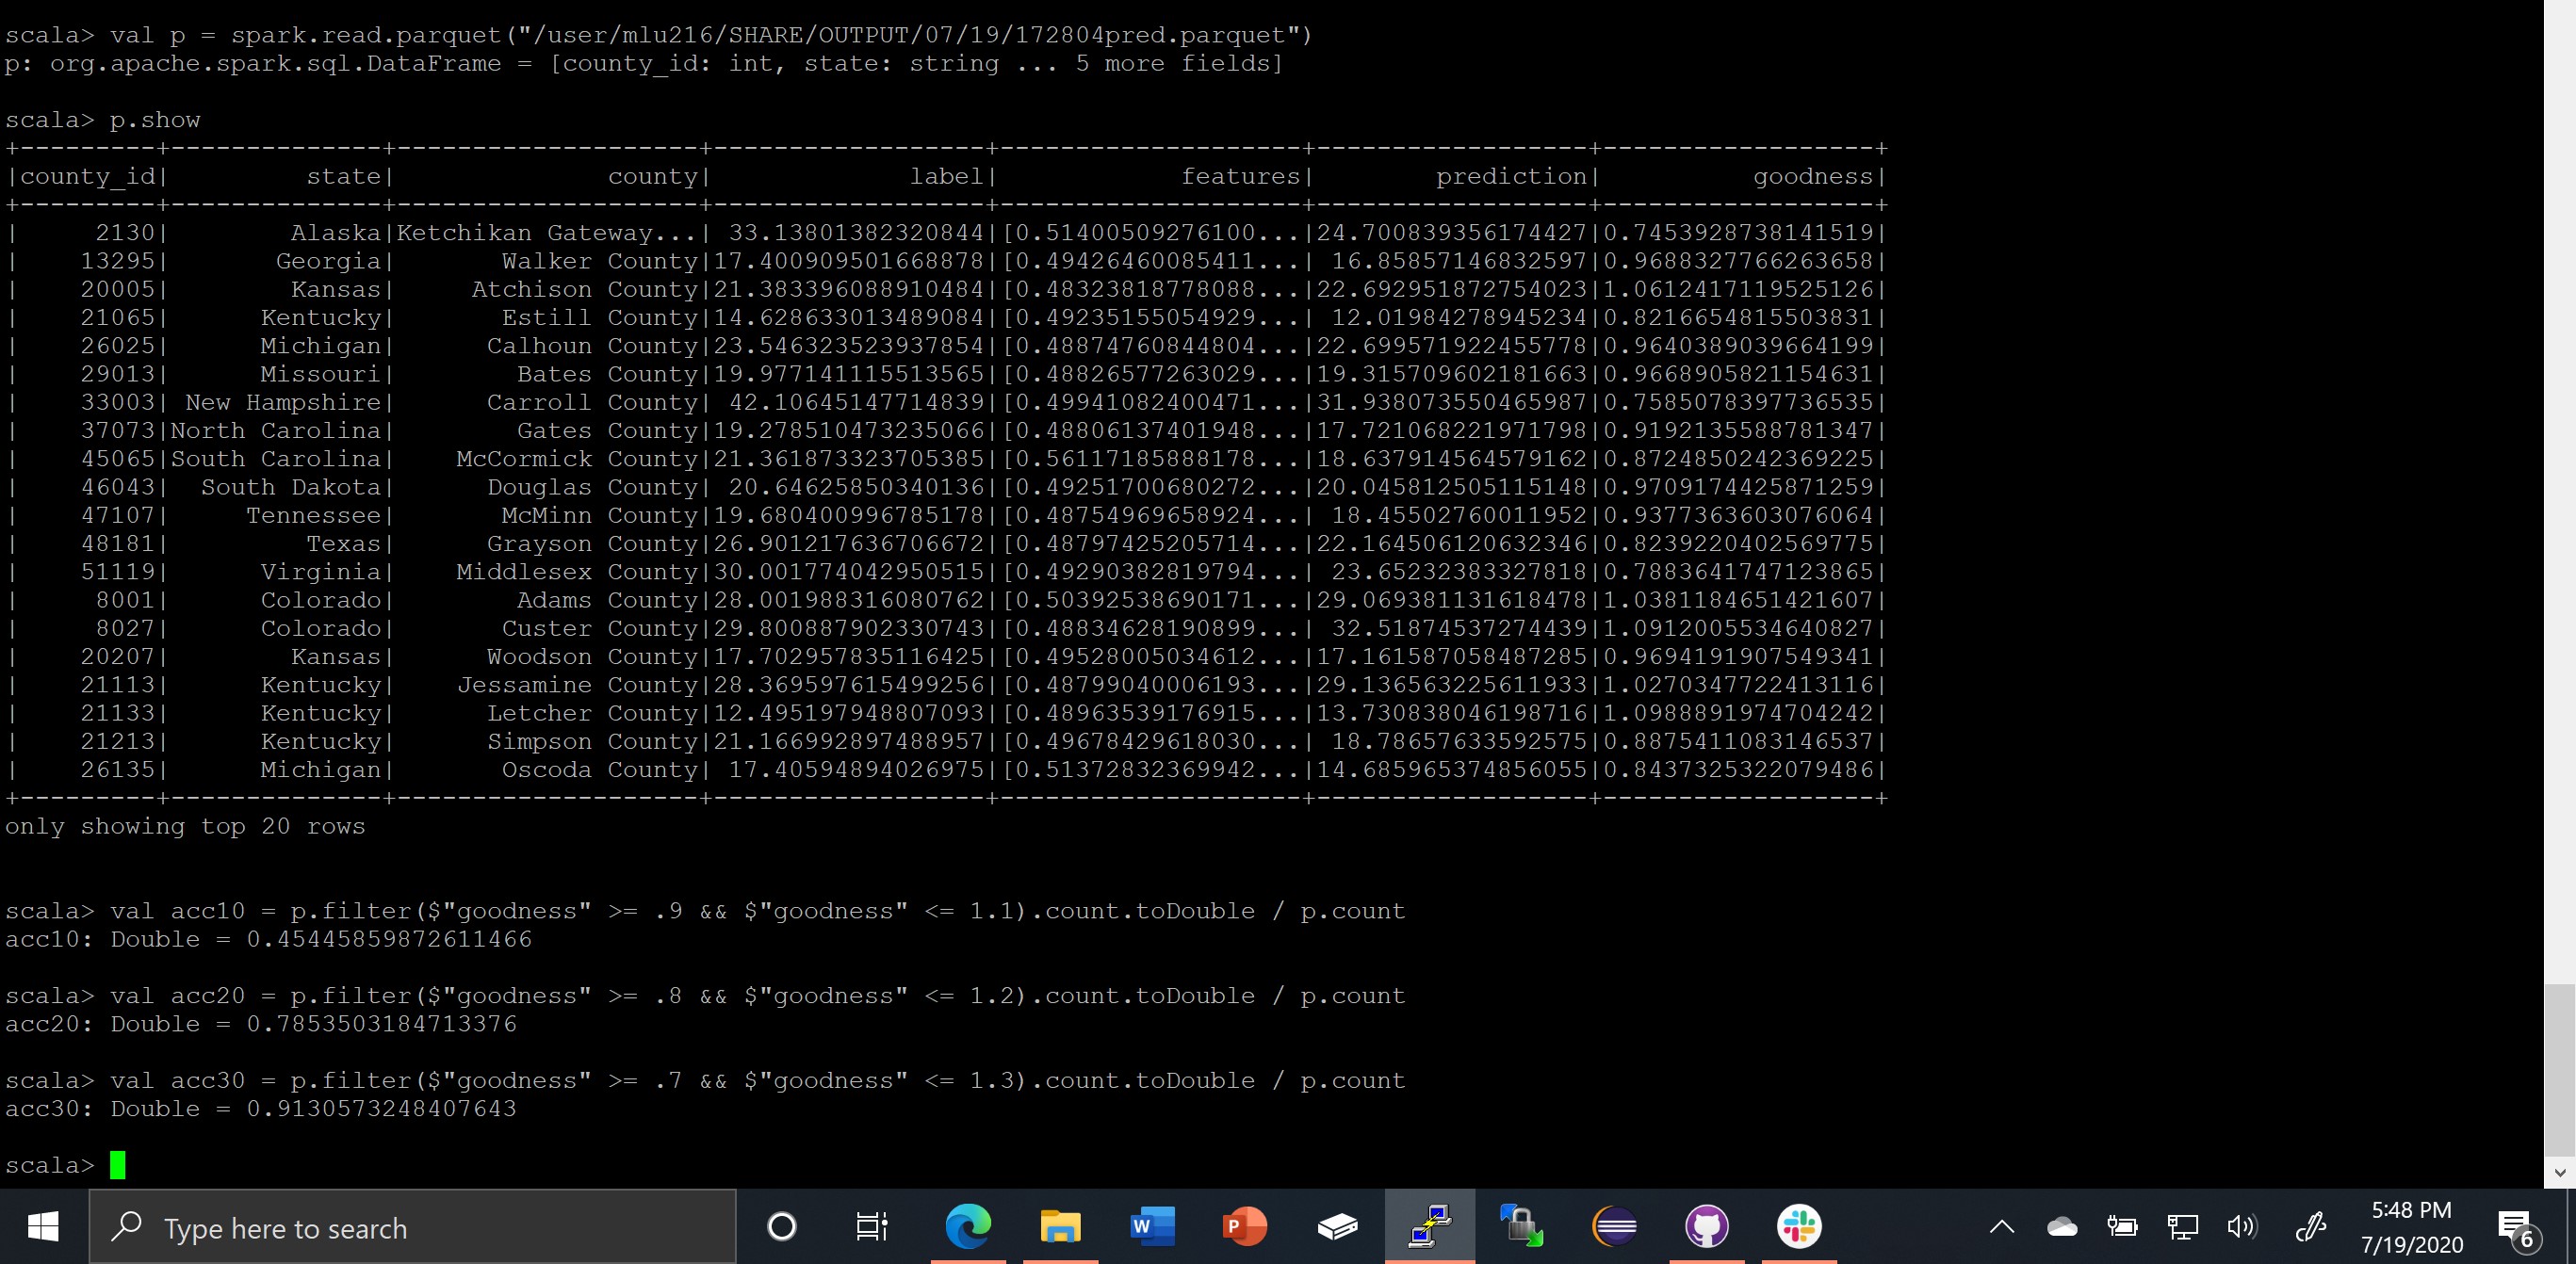 scala> val p = spark.read.parquet("/user/mlu216/SHARE/OUTPUT/07/19/172804pred.parquet")
p: org.apache.spark.sql.DataFrame = [county_id: int, state: string ... 5 more fields]
scala> p.show
+---------+--------------+--------------------+------------------+--------------------+------------------+------------------+
|county_id|         state|              county|             label|            features|        prediction|          goodness|
+---------+--------------+--------------------+------------------+--------------------+------------------+------------------+
|     2130|        Alaska|Ketchikan Gateway...| 33.13801382320844|[0.51400509276100...|24.700839356174427|0.7453928738141519|
|    13295|       Georgia|       Walker County|17.400909501668878|[0.49426460085411...| 16.85857146832597|0.9688327766263658|
|    20005|        Kansas|     Atchison County|21.383396088910484|[0.48323818778088...|22.692951872754023|1.0612417119525126|
|    21065|      Kentucky|       Estill County|14.628633013489084|[0.49235155054929...| 12.01984278945234|0.8216654815503831|
|    26025|      Michigan|      Calhoun County|23.546323523937854|[0.48874760844804...|22.699571922455778|0.9640389039664199|
|    29013|      Missouri|        Bates County|19.977141115513565|[0.48826577263029...|19.315709602181663|0.9668905821154631|
|    33003| New Hampshire|      Carroll County| 42.10645147714839|[0.49941082400471...|31.938073550465987|0.7585078397736535|
|    37073|North Carolina|        Gates County|19.278510473235066|[0.48806137401948...|17.721068221971798|0.9192135588781347|
|    45065|South Carolina|    McCormick County|21.361873323705385|[0.56117185888178...|18.637914564579162|0.8724850242369225|
|    46043|  South Dakota|      Douglas County| 20.64625850340136|[0.49251700680272...|20.045812505115148|0.9709174425871259|
|    47107|     Tennessee|       McMinn County|19.680400996785178|[0.48754969658924...| 18.45502760011952|0.9377363603076064|
|    48181|         Texas|      Grayson County|26.901217636706672|[0.48797425205714...|22.164506120632346|0.8239220402569775|
|    51119|      Virginia|    Middlesex County|30.001774042950515|[0.49290382819794...| 23.65232383327818|0.7883641747123865|
|     8001|      Colorado|        Adams County|28.001988316080762|[0.50392538690171...|29.069381131618478|1.0381184651421607|
|     8027|      Colorado|       Custer County|29.800887902330743|[0.48834628190899...| 32.51874537274439|1.0912005534640827|
|    20207|        Kansas|      Woodson County|17.702957835116425|[0.49528005034612...|17.161587058487285|0.9694191907549341|
|    21113|      Kentucky|    Jessamine County|28.369597615499256|[0.48799040006193...|29.136563225611933|1.0270347722413116|
|    21133|      Kentucky|      Letcher County|12.495197948807093|[0.48963539176915...|13.730838046198716|1.0988891974704242|
|    21213|      Kentucky|      Simpson County|21.166992897488957|[0.49678429618030...| 18.78657633592575|0.8875411083146537|
|    26135|      Michigan|       Oscoda County| 17.40594894026975|[0.51372832369942...|14.685965374856055|0.8437325322079486|
+---------+--------------+--------------------+------------------+--------------------+------------------+------------------+
only showing top 20 rows
scala> val acc10 = p.filter($"goodness" >= .9 && $"goodness" <= 1.1).count.toDouble / p.count
acc10: Double = 0.45445859872611466
scala> val acc20 = p.filter($"goodness" >= .8 && $"goodness" <= 1.2).count.toDouble / p.count
acc20: Double = 0.7853503184713376
scala> val acc30 = p.filter($"goodness" >= .7 && $"goodness" <= 1.3).count.toDouble / p.count
acc30: Double = 0.9130573248407643
scala>
Type here to search
W
P
5:48 PM
7/19/2020
6